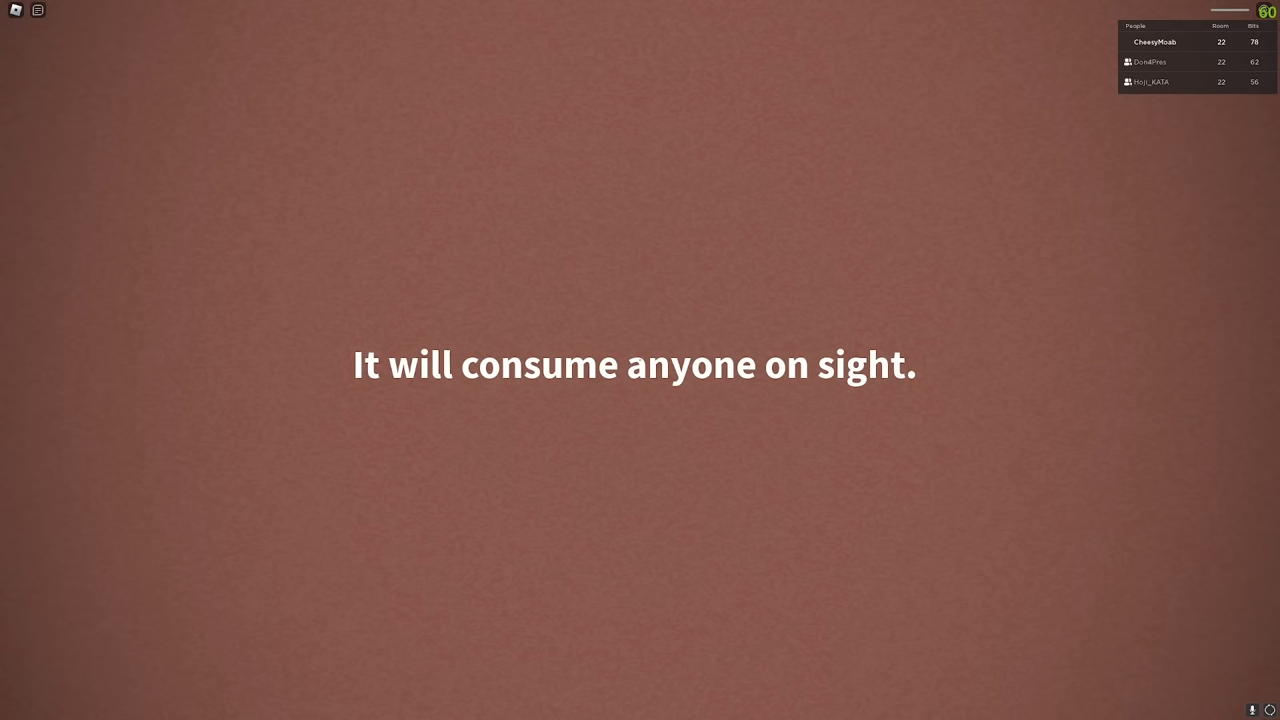 60
People Room Bits
CheesyMoab 22 78
Don4Pres 22 62
Hoji_KATA 22 56
It will consume anyone on sight.